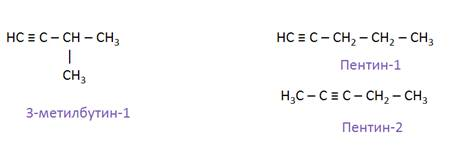 HC ≡ C – CH – CH₃
|
CH₃
3-метилбутин-1
HC ≡ C – CH₂ – CH₂ – CH₃
Пентин-1
H₃C – C ≡ C – CH₂ – CH₃
Пентин-2